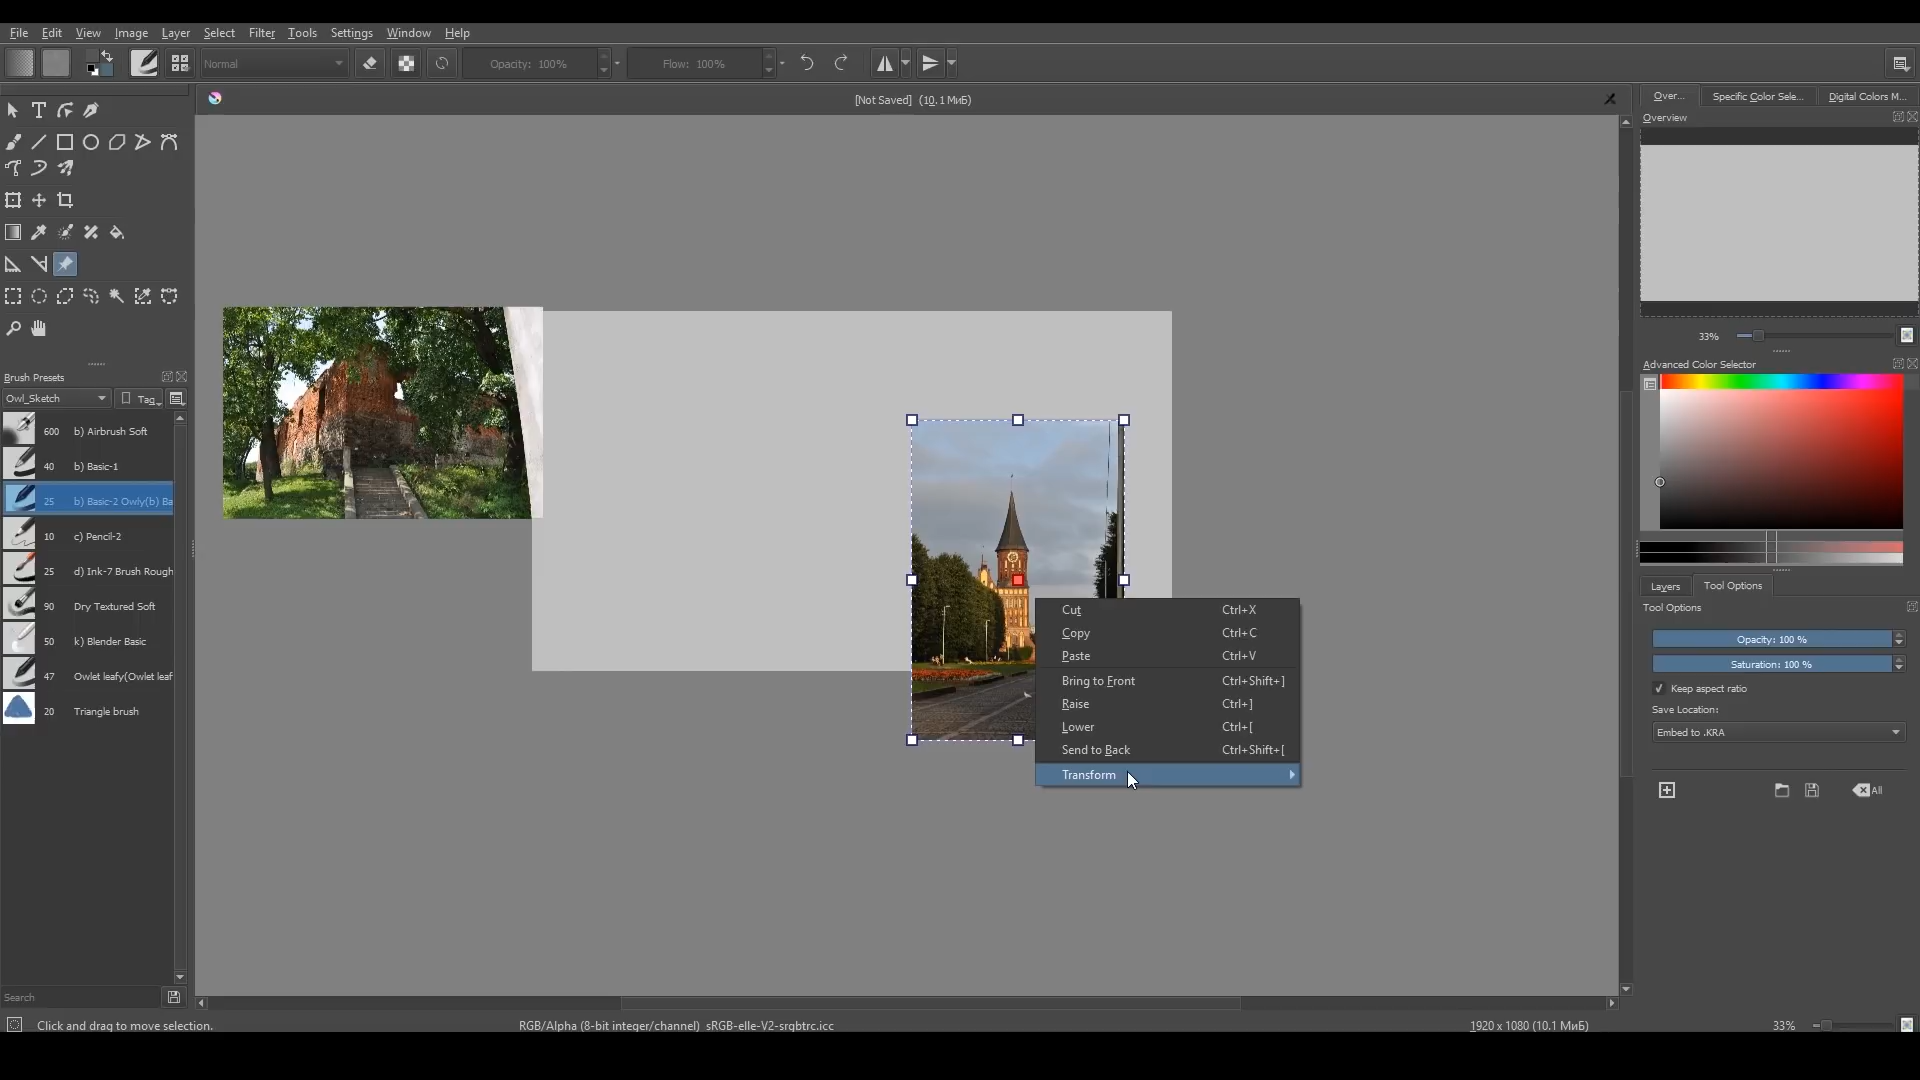 File Edit View Image Layer Select Filter Tools Settings Window Help
Normal Opacity: 100% Flow: 100%
[Not Saved] (10.1 МиБ)
Over... Specific Color Sele... Digital Colors M...
Overview
33%
Advanced Color Selector
Brush Presets
Owl_Sketch Tag
600 b) Airbrush Soft
40 b) Basic-1
25 b) Basic-2 Owly(b) Ba
10 c) Pencil-2
25 d) Ink-7 Brush Rough
90 Dry Textured Soft
50 k) Blender Basic
47 Owlet leafy(Owlet leaf
20 Triangle brush
Search
Cut Ctrl+X
Copy Ctrl+C
Paste Ctrl+V
Bring to Front Ctrl+Shift+]
Raise Ctrl+]
Lower Ctrl+[
Send to Back Ctrl+Shift+[
Transform
Layers Tool Options
Tool Options
Opacity: 100 %
Saturation: 100 %
Keep aspect ratio
Save Location:
Embed to .KRA
All
Click and drag to move selection. RGB/Alpha (8-bit integer/channel) sRGB-elle-V2-srgbtrc.icc 1920 x 1080 (10.1 МиБ) 33%